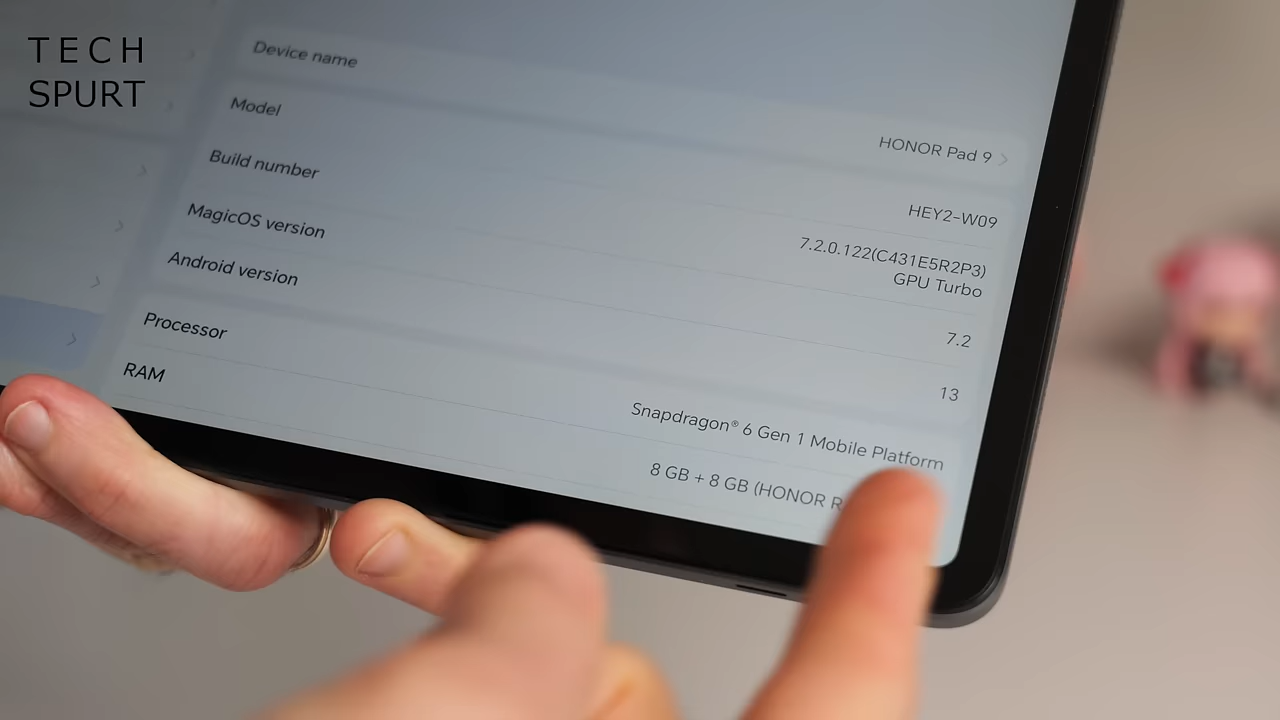 TECH
SPURT
Device name
HONOR Pad 9
Model
HEY2-W09
Build number
7.2.0.122(C431E5R2P3)
GPU Turbo
MagicOS version
7.2
Android version
13
Processor
Snapdragon® 6 Gen 1 Mobile Platform
RAM
8 GB + 8 GB (HONOR